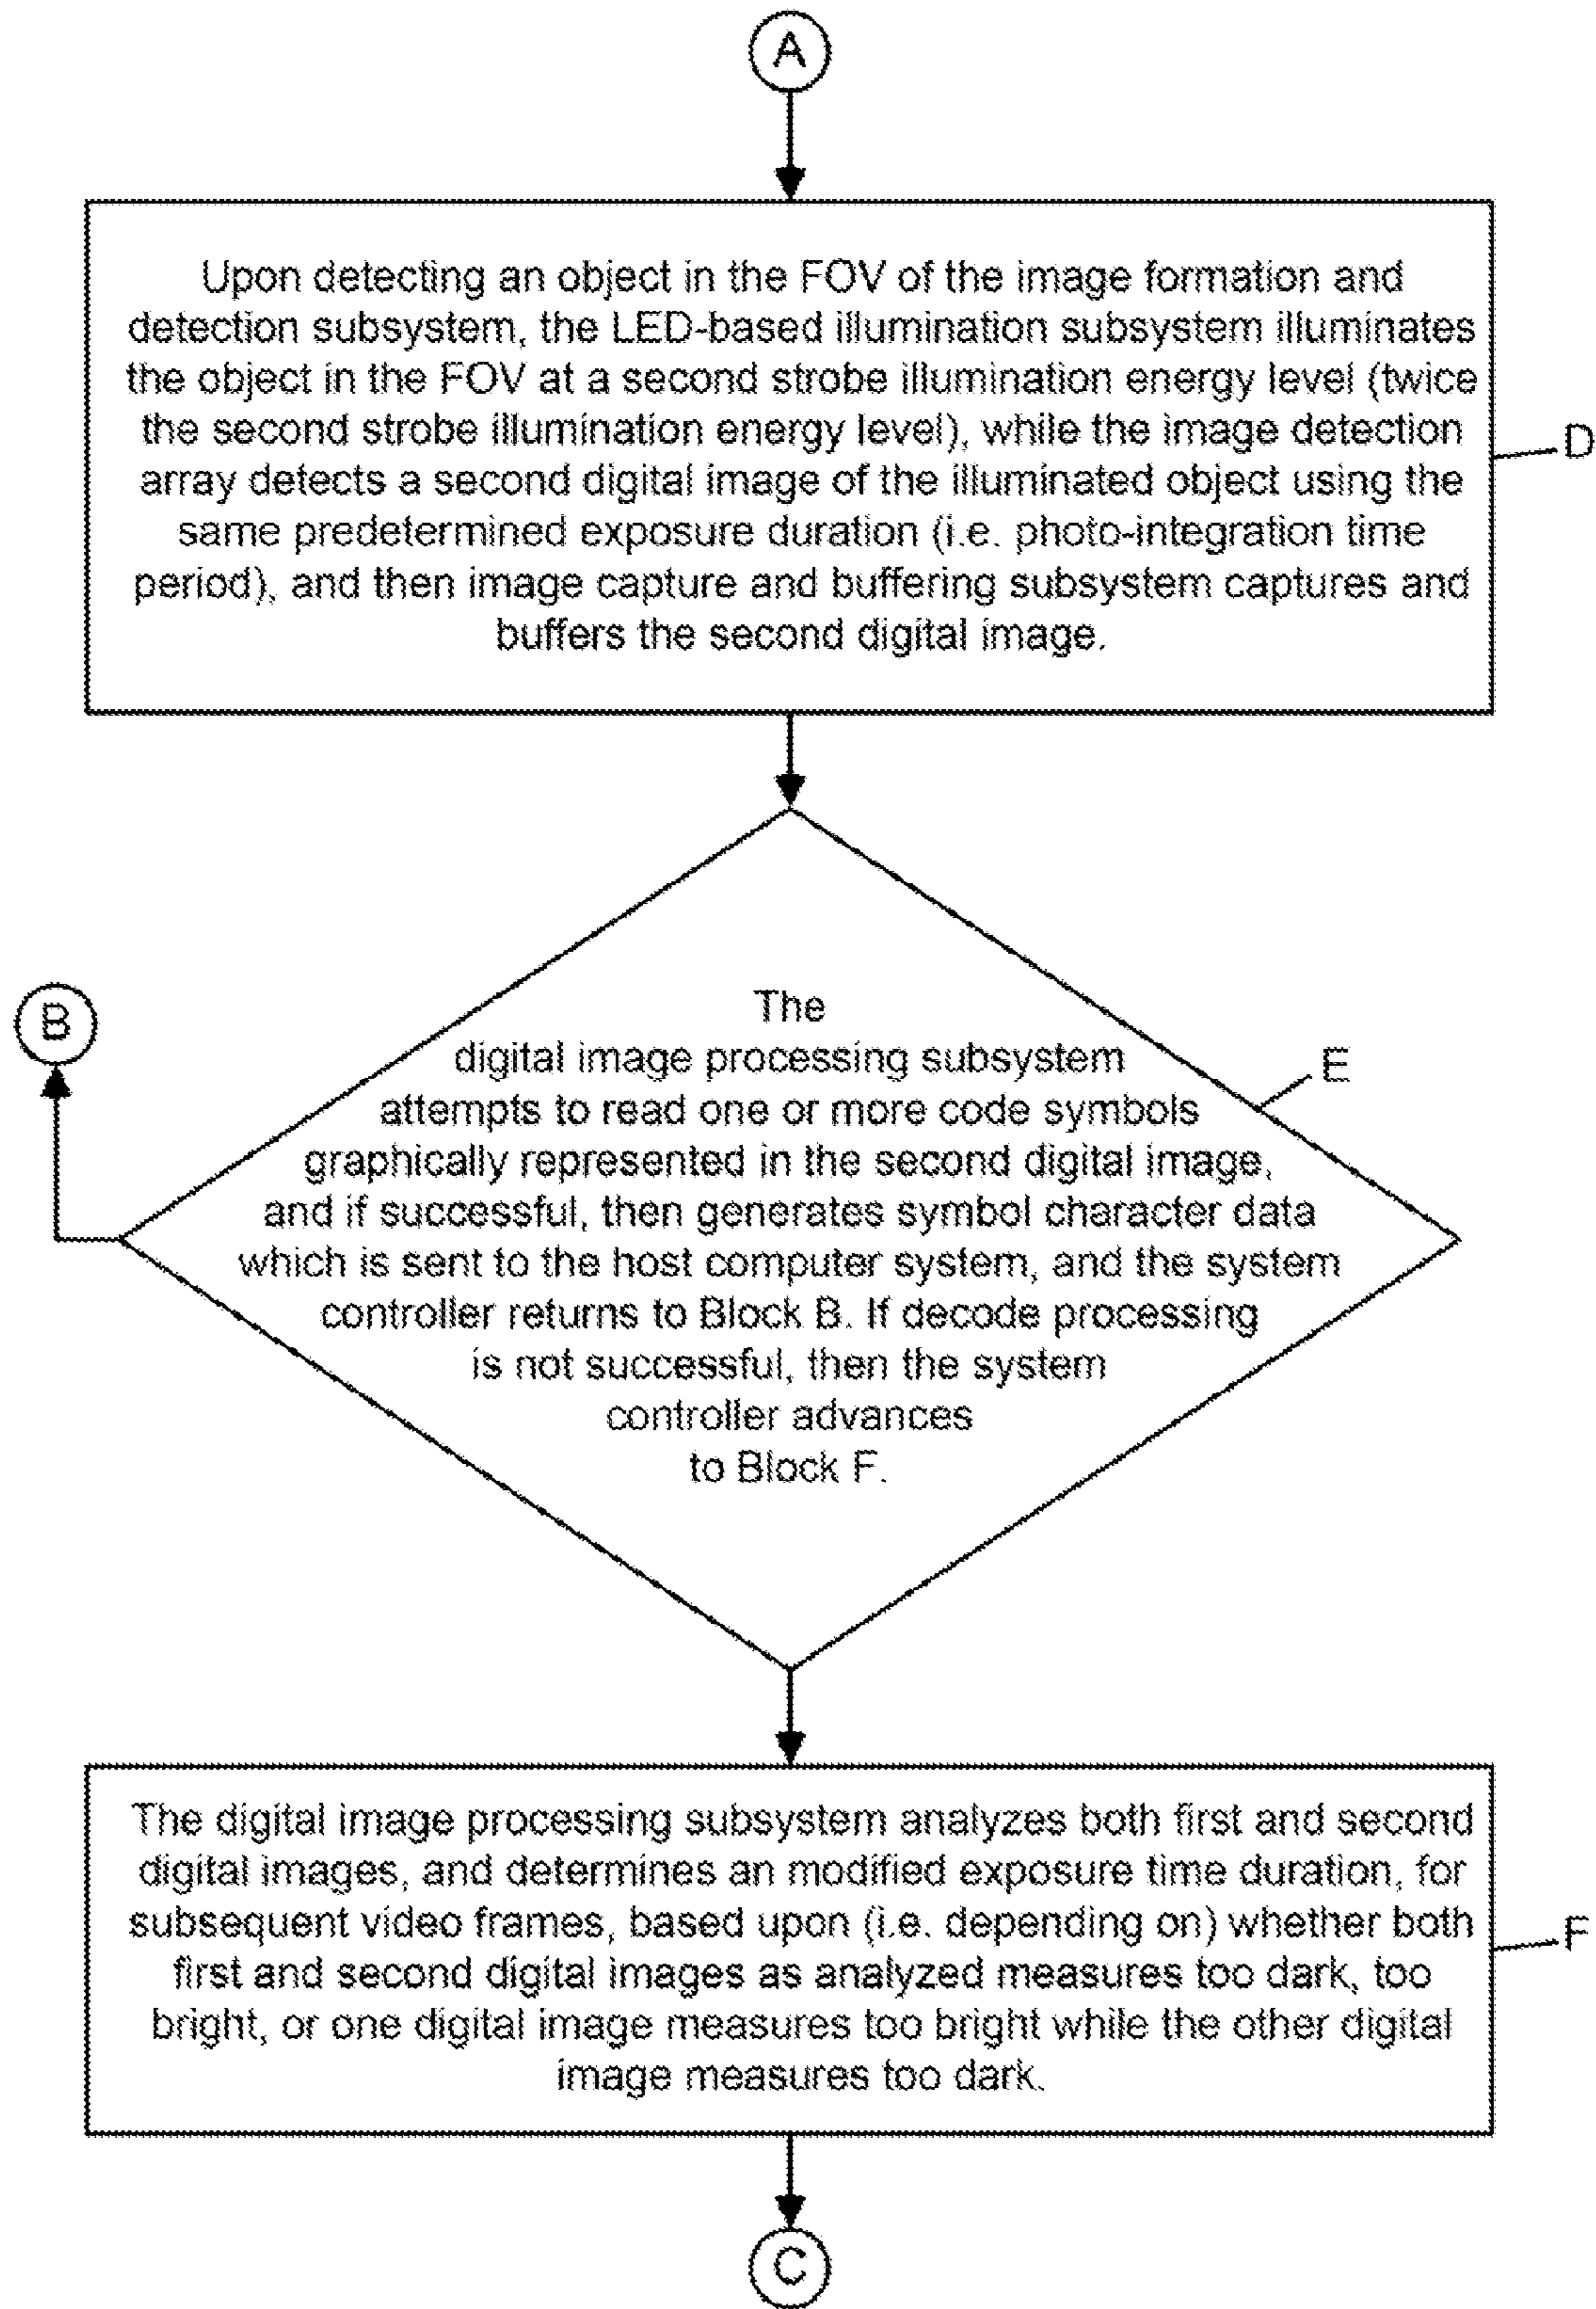 A
Upon detecting an object in the FOV of the image formation and
detection subsystem, the LED-based illumination subsystem illuminates
the object in the FOV at a second strobe illumination energy level (twice
the second strobe illumination energy level), while the image detection
array detects a second digital image of the illuminated object using the
same predetermined exposure duration (i.e. photo-integration time
period), and then image capture and buffering subsystem captures and
buffers the second digital image.
D
B
The
digital image processing subsystem
attempts to read one or more code symbols
graphically represented in the second digital image,
and if successful, then generates symbol character data
which is sent to the host computer system, and the system
controller returns to Block B. If decode processing
is not successful, then the system
controller advances
to Block F.
E
The digital image processing subsystem analyzes both first and second
digital images, and determines an modified exposure time duration, for
subsequent video frames, based upon (i.e. depending on) whether both
first and second digital images as analyzed measures too dark, too
bright, or one digital image measures too bright while the other digital
image measures too dark.
F
C